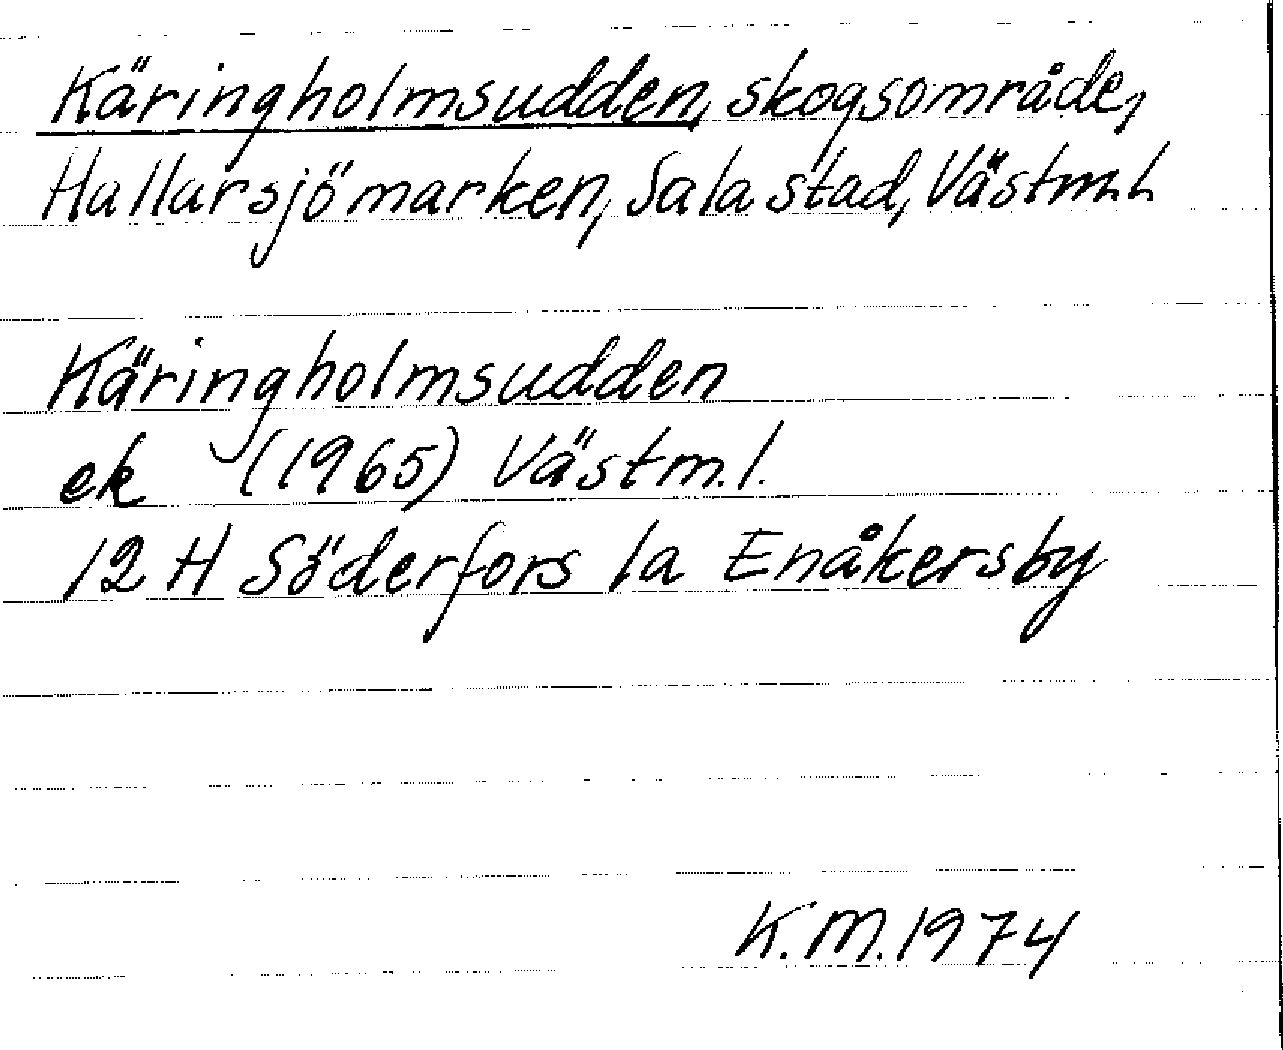 Käringholmsudden, skogsområde,
Hallarsjömarken, Sala stad, Västm.l.
Käringholmsudden
ek (1965) Västm.l.
12 H Söderfors 1a Enåkersby
K.M. 1974